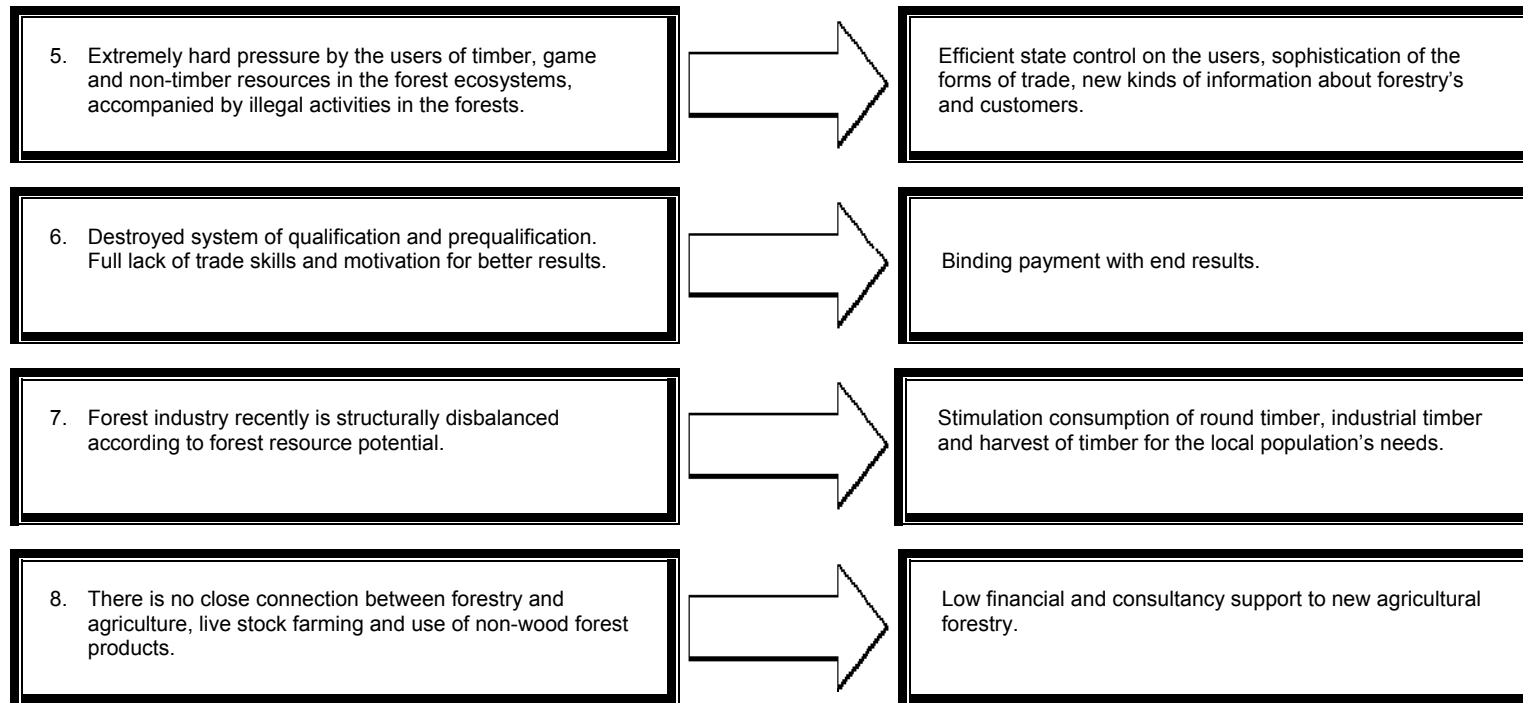 5. Extremely hard pressure by the users of timber, game
and non-timber resources in the forest ecosystems,
accompanied by illegal activities in the forests.
Efficient state control on the users, sophistication of the
forms of trade, new kinds of information about forestry's
and customers.
6. Destroyed system of qualification and prequalification.
Full lack of trade skills and motivation for better results.
Binding payment with end results.
7. Forest industry recently is structurally disbalanced
according to forest resource potential.
Stimulation consumption of round timber, industrial timber
and harvest of timber for the local population's needs.
8. There is no close connection between forestry and
agriculture, live stock farming and use of non-wood forest
products.
Low financial and consultancy support to new agricultural
forestry.